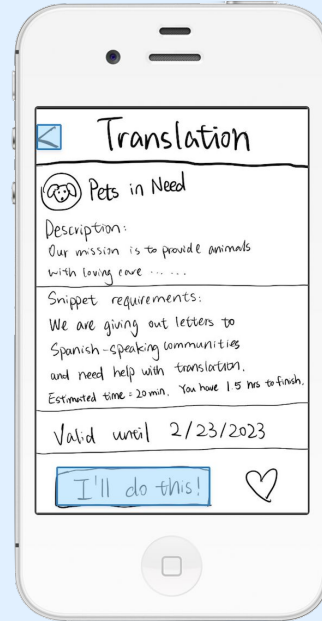 < Translation
Pets in Need
Description:
Our mission is to provide animals
with loving care ......
Snippet requirements:
We are giving out letters to
Spanish-speaking communities
and need help with translation.
Estimated time = 20 min. You have 1.5 hrs to finish.
Valid until 2/23/2023
I'll do this!